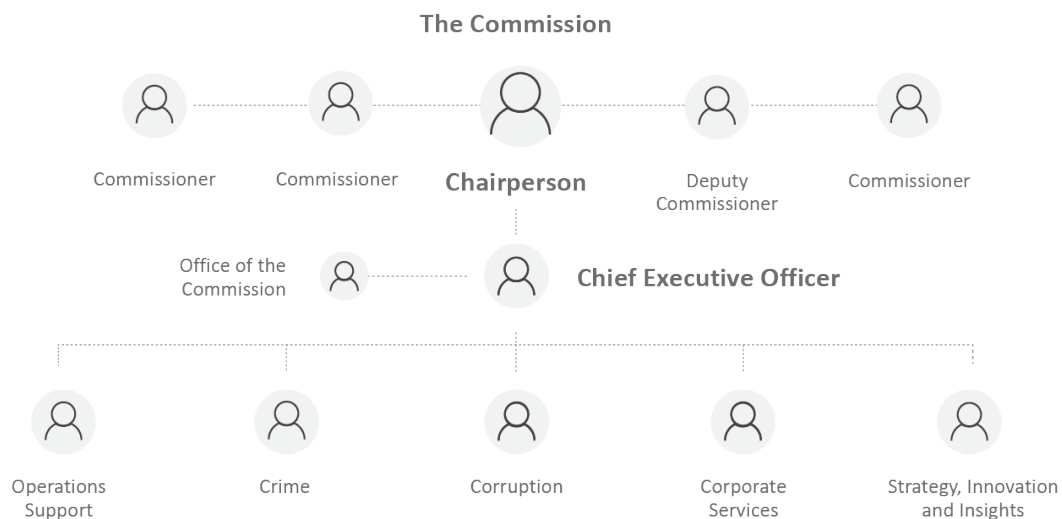 The Commission
Commissioner
Commissioner
Chairperson
Deputy
Commissioner
Commissioner
Office of the
Commission
Chief Executive Officer
Operations
Support
Crime
Corruption
Corporate
Services
Strategy, Innovation
and Insights